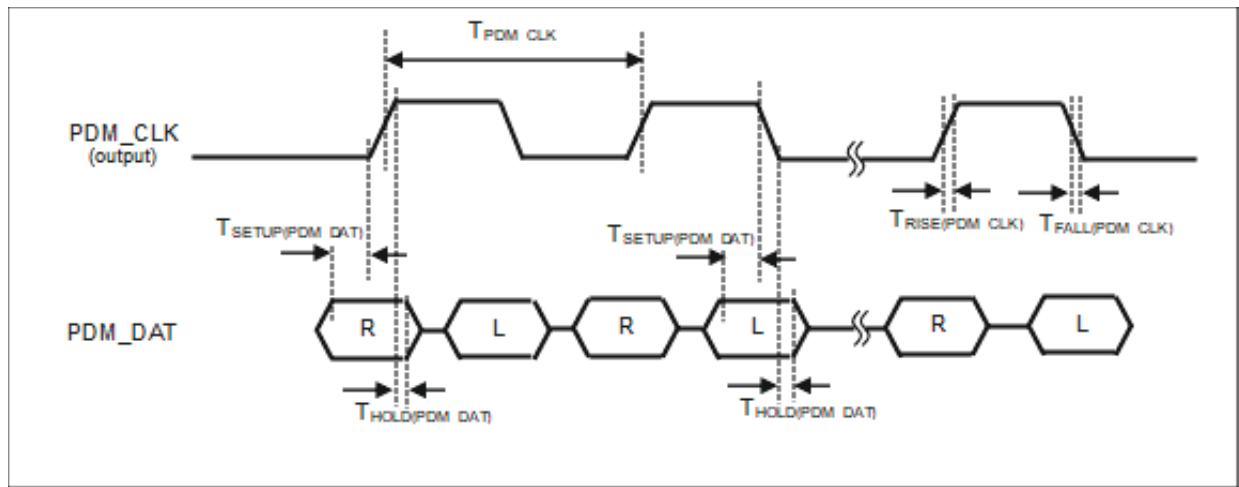 TPDM CLK
PDM_CLK
(output)
TSETUP(PDM DAT)
TSETUP(PDM DAT)
TRISE(PDM CLK)
TFALL(PDM CLK)
PDM_DAT
R
L
R
L
R
L
THOLD(PDM DAT)
THOLD(PDM DAT)